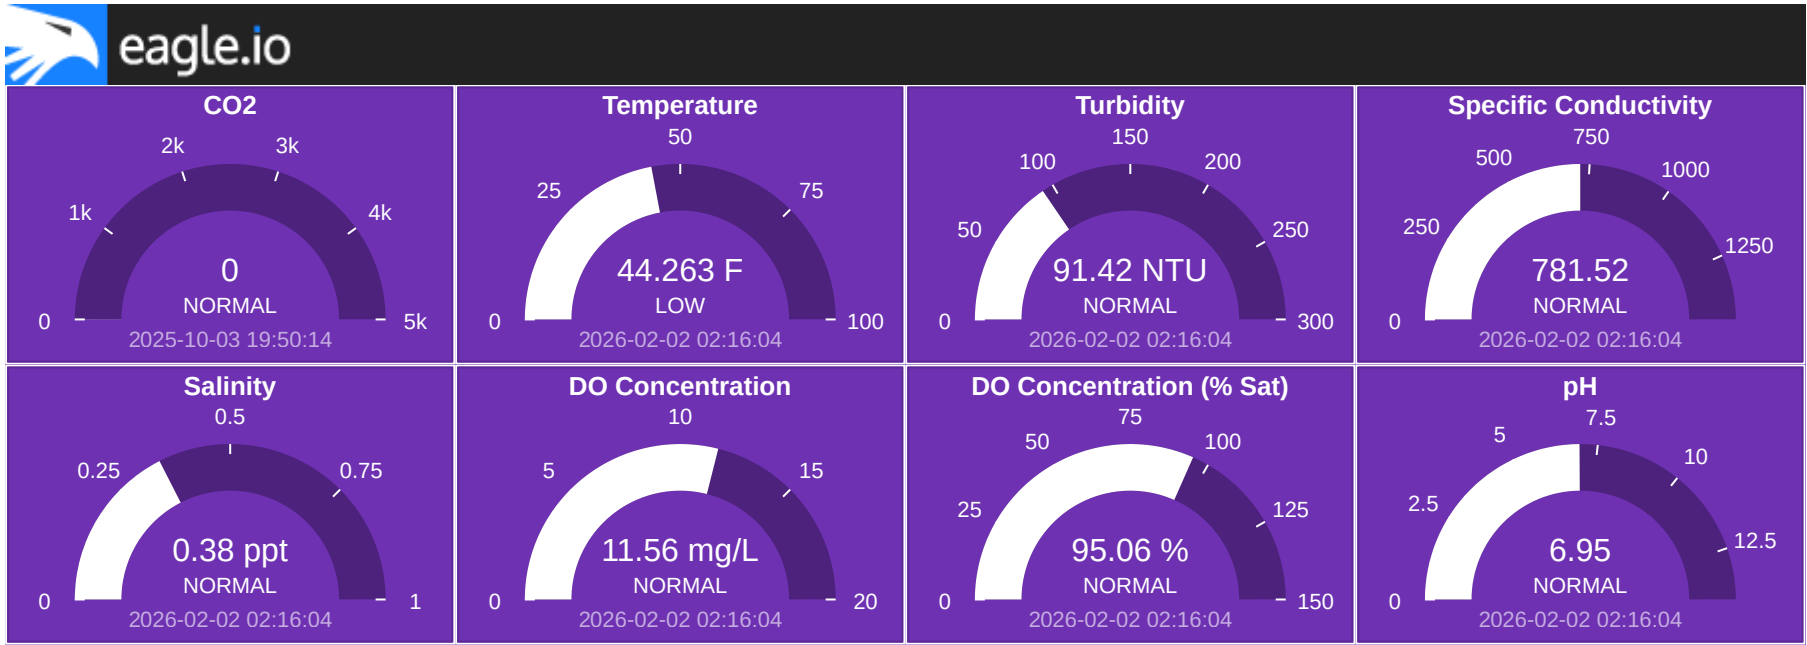 eagle.io
CO2
0
1k
2k
3k
4k
5k
0
NORMAL
2025-10-03 19:50:14
Temperature
0
25
50
75
100
44.263 F
LOW
2026-02-02 02:16:04
Turbidity
0
50
100
150
200
250
300
91.42 NTU
NORMAL
2026-02-02 02:16:04
Specific Conductivity
0
250
500
750
1000
1250
781.52
NORMAL
2026-02-02 02:16:04
Salinity
0
0.25
0.5
0.75
1
0.38 ppt
NORMAL
2026-02-02 02:16:04
DO Concentration
0
5
10
15
20
11.56 mg/L
NORMAL
2026-02-02 02:16:04
DO Concentration (% Sat)
0
25
50
75
100
125
150
95.06 %
NORMAL
2026-02-02 02:16:04
pH
0
2.5
5
7.5
10
12.5
6.95
NORMAL
2026-02-02 02:16:04